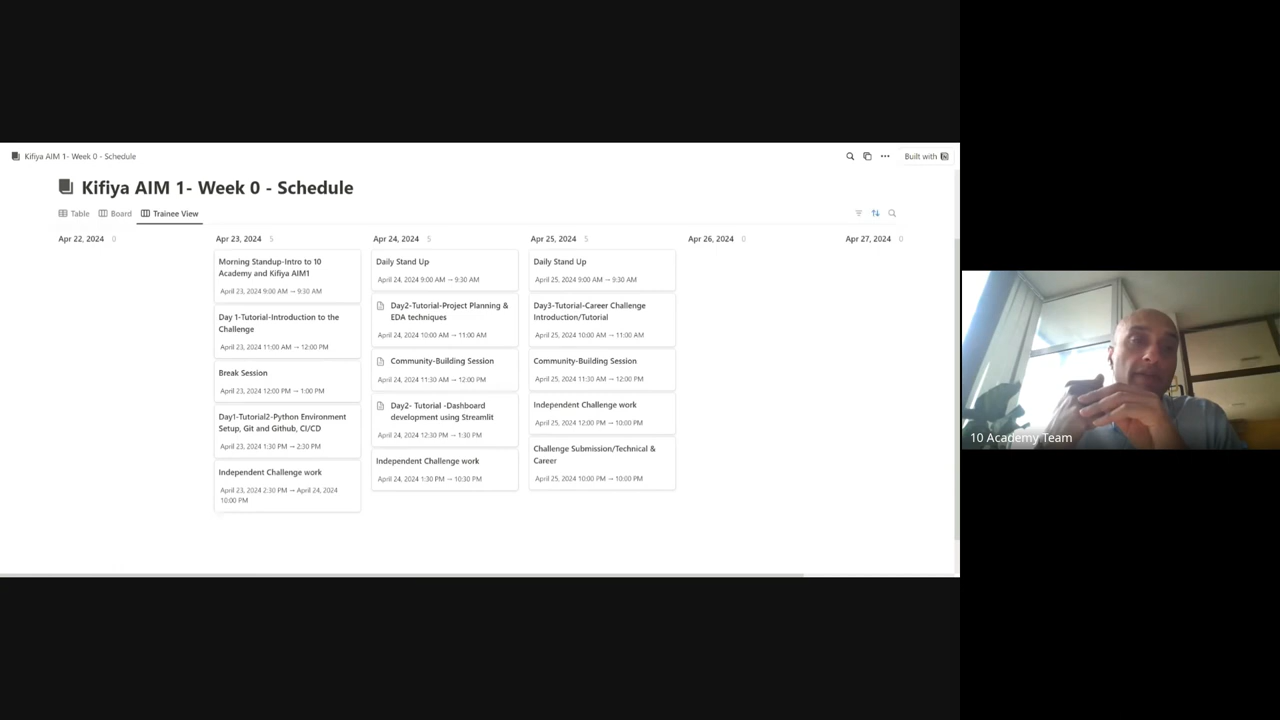 Kifiya AIM 1- Week 0 - Schedule
Built with
Kifiya AIM 1- Week 0 - Schedule
Table
Board
Trainee View
Apr 22, 2024 0
Apr 23, 2024 5
Morning Standup-Intro to 10
Academy and Kifiya AIM1
April 23, 2024 9:00 AM → 9:30 AM
Day 1-Tutorial-Introduction to the
Challenge
April 23, 2024 11:00 AM → 12:00 PM
Break Session
April 23, 2024 12:00 PM → 1:00 PM
Day1-Tutorial2-Python Environment
Setup, Git and Github, CI/CD
April 23, 2024 1:30 PM → 2:30 PM
Independent Challenge work
April 23, 2024 2:30 PM → April 24, 2024
10:00 PM
Apr 24, 2024 5
Daily Stand Up
April 24, 2024 9:00 AM → 9:30 AM
Day2-Tutorial-Project Planning &
EDA techniques
April 24, 2024 10:00 AM → 11:00 AM
Community-Building Session
April 24, 2024 11:30 AM → 12:00 PM
Day2- Tutorial -Dashboard
development using Streamlit
April 24, 2024 12:30 PM → 1:30 PM
Independent Challenge work
April 24, 2024 1:30 PM → 10:30 PM
Apr 25, 2024 5
Daily Stand Up
April 25, 2024 9:00 AM → 9:30 AM
Day3-Tutorial-Career Challenge
Introduction/Tutorial
April 25, 2024 10:00 AM → 11:00 AM
Community-Building Session
April 25, 2024 11:30 AM → 12:00 PM
Independent Challenge work
April 25, 2024 12:00 PM → 10:00 PM
Challenge Submission/Technical &
Career
April 25, 2024 10:00 PM → 10:00 PM
Apr 26, 2024 0
Apr 27, 2024 0
10 Academy Team